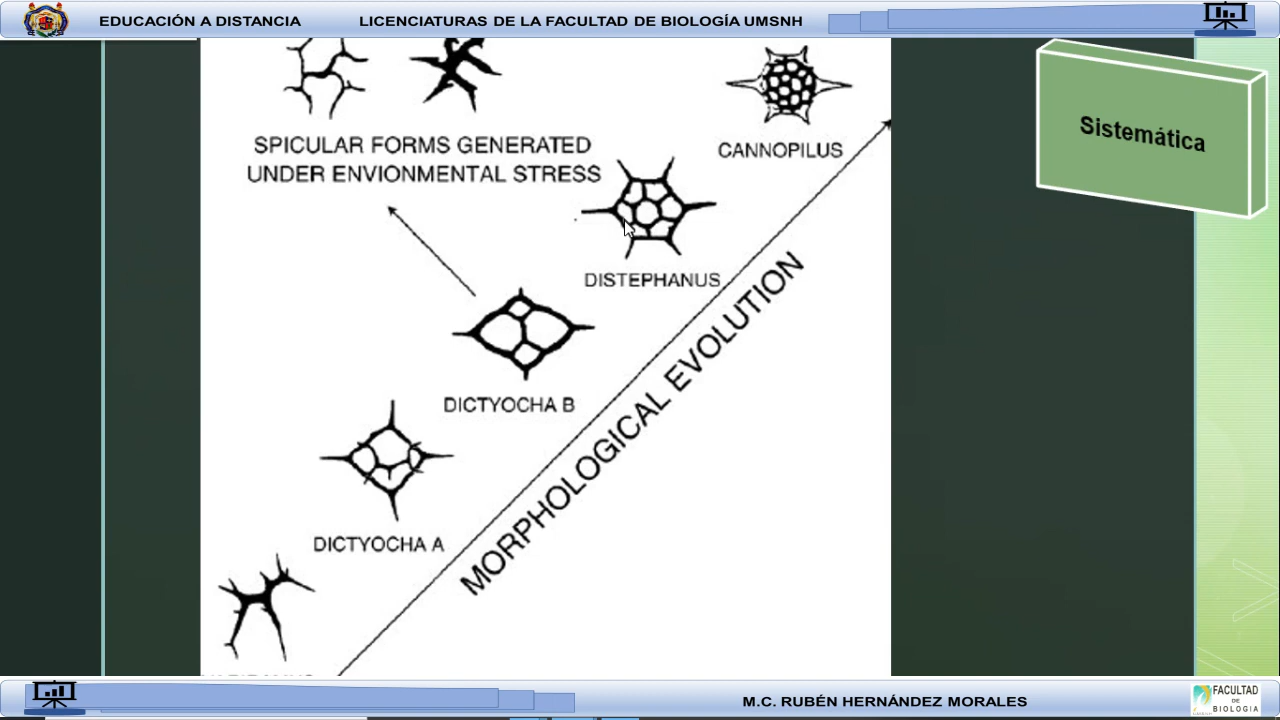 EDUCACIÓN A DISTANCIA
LICENCIATURAS DE LA FACULTAD DE BIOLOGÍA UMSNH
Sistemática
SPICULAR FORMS GENERATED
UNDER ENVIONMENTAL STRESS
CANNOPILUS
DISTEPHANUS
DICTYOCHA B
DICTYOCHA A
MORPHOLOGICAL EVOLUTION
M.C. RUBÉN HERNÁNDEZ MORALES
FACULTAD
DE
BIOLOGIA